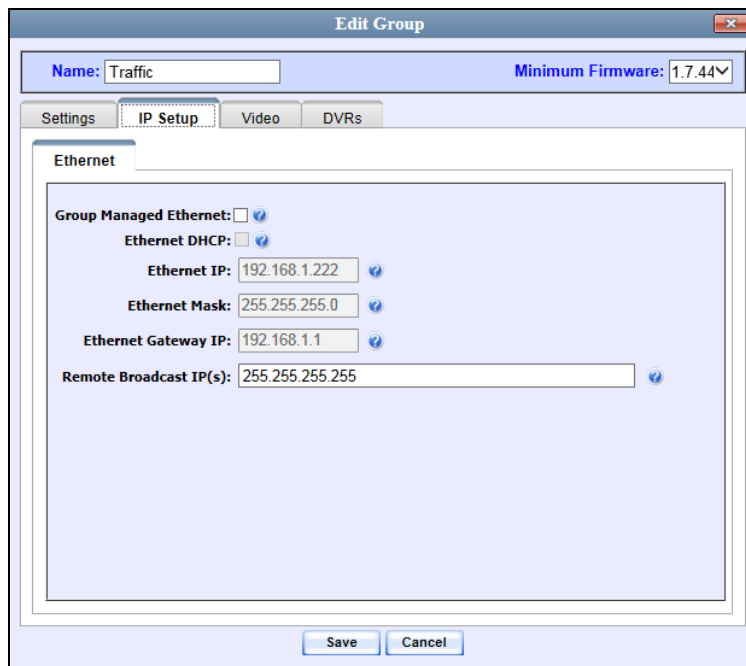 Edit Group
Name: Traffic Minimum Firmware: 1.7.44
Settings IP Setup Video DVRs
Ethernet
Group Managed Ethernet:
Ethernet DHCP:
Ethernet IP: 192.168.1.222
Ethernet Mask: 255.255.255.0
Ethernet Gateway IP: 192.168.1.1
Remote Broadcast IP(s): 255.255.255.255
Save Cancel